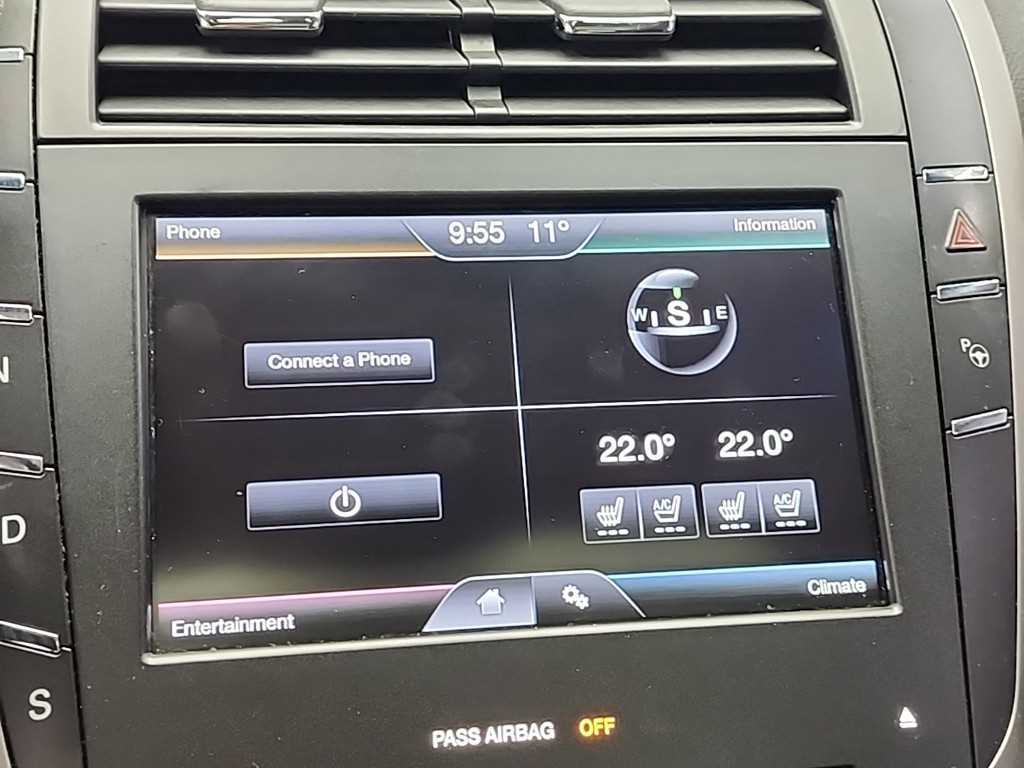 Phone
9:55 11°
Information
W S E
Connect a Phone
22.0° 22.0°
A/C A/C
Entertainment
Climate
P
N
D
S
PASS AIRBAG OFF